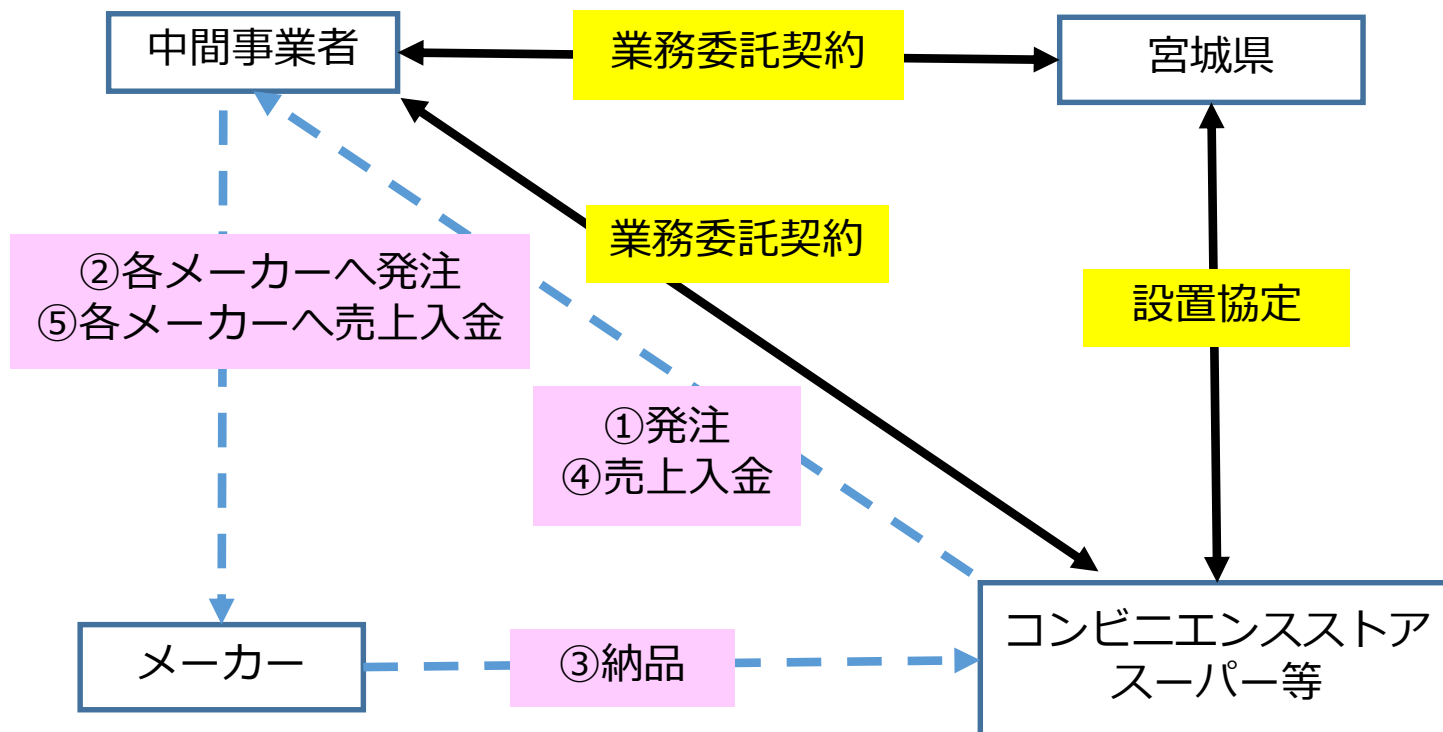 中間事業者
業務委託契約
宮城県
業務委託契約
②各メーカーへ発注
⑤各メーカーへ売上入金
設置協定
①発注
④売上入金
メーカー
③納品
コンビニエンスストア
スーパー等